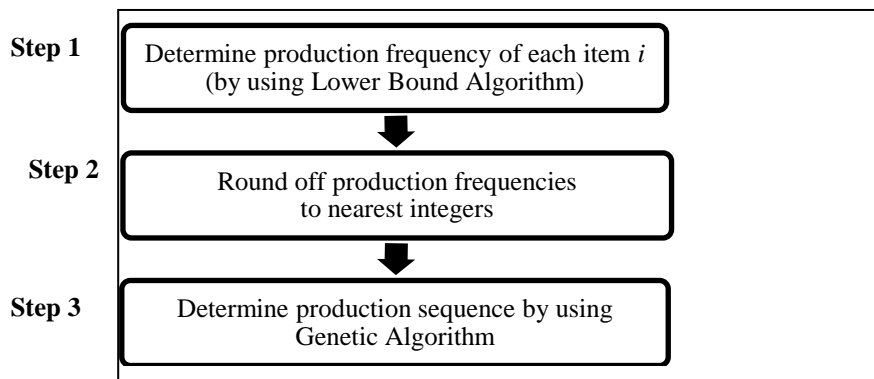 Step 1
Determine production frequency of each item i
(by using Lower Bound Algorithm)
Step 2
Round off production frequencies
to nearest integers
Step 3
Determine production sequence by using
Genetic Algorithm